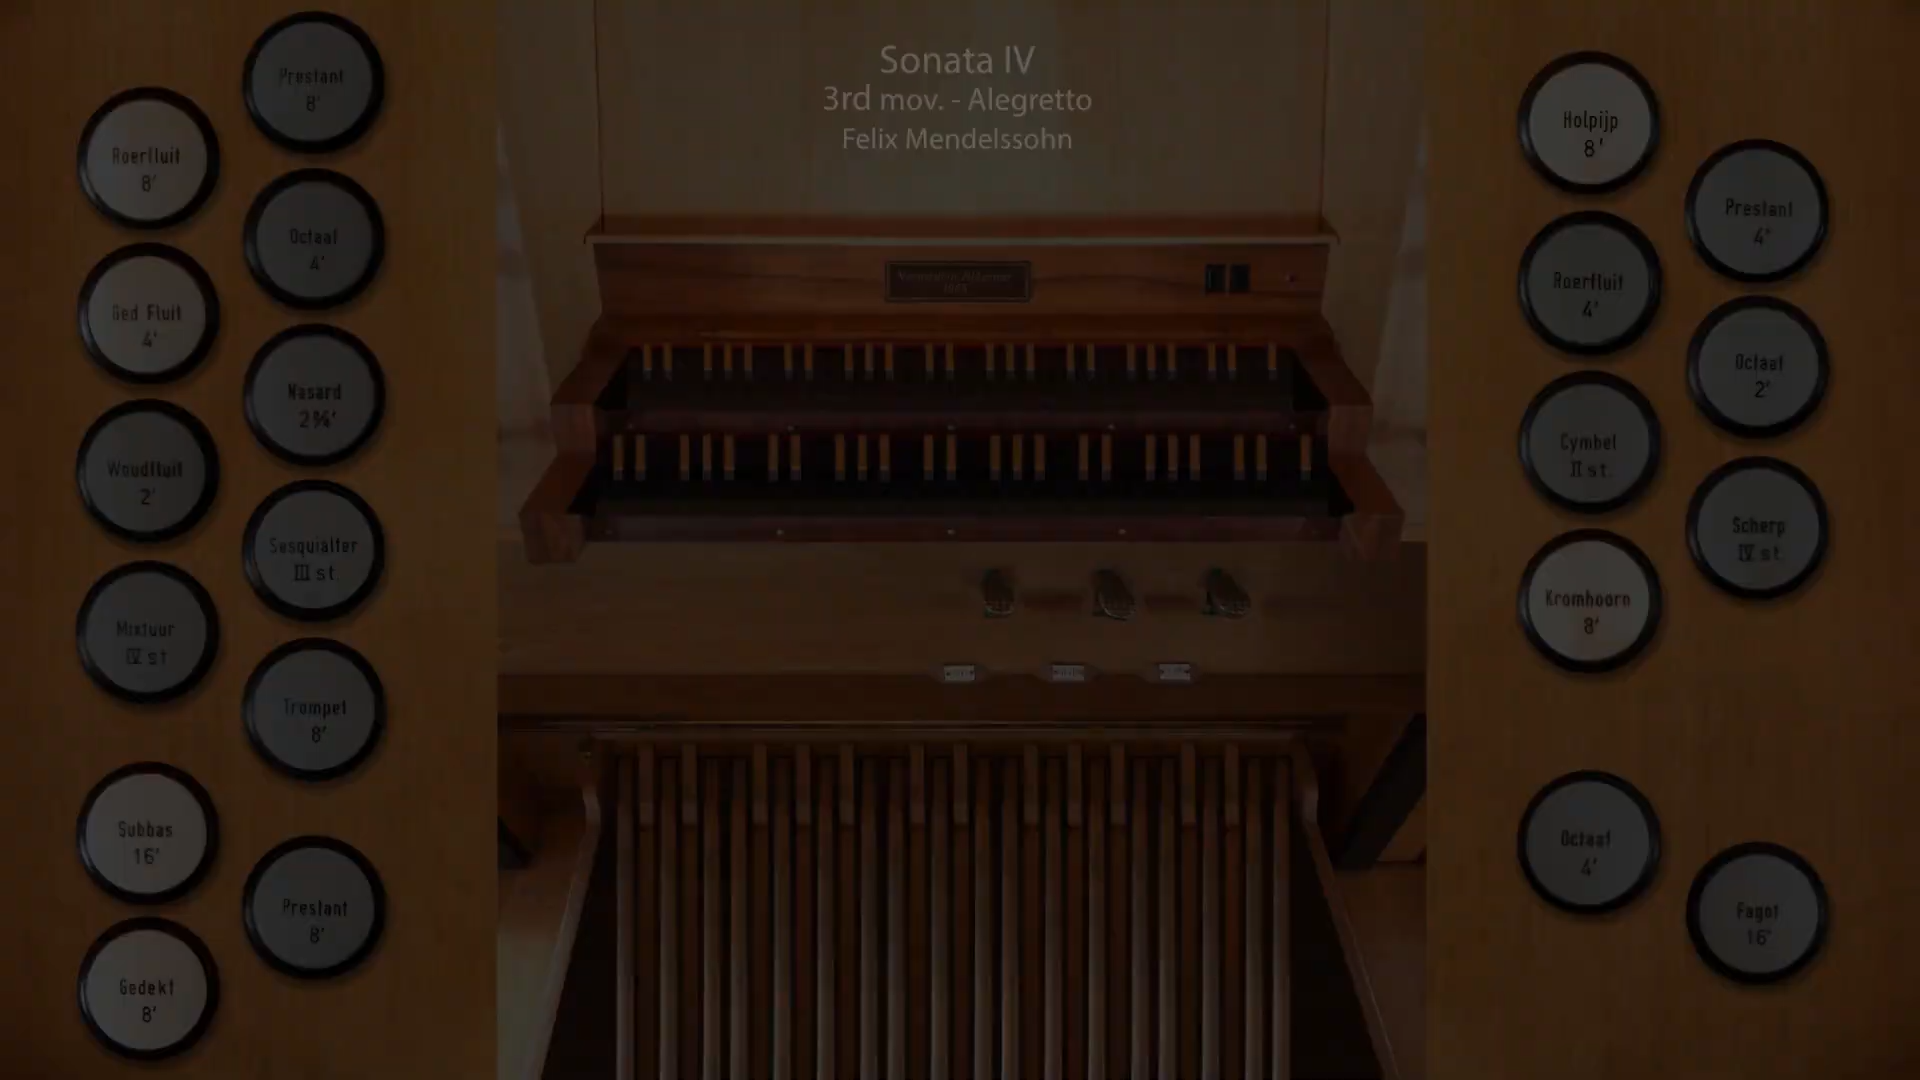 Sonata IV
3rd mov. - Alegretto
Felix Mendelssohn
Prestant
8'
Roerfluit
8'
Octaaf
4'
Ged Fluit
4'
Nasard
2⅔'
Woudfluit
2'
Sesquialter
III st
Mixtuur
IV st
Trompet
8'
Subbas
16'
Prestant
8'
Gedekt
8'
Holpijp
8'
Prestant
4'
Roerfluit
4'
Octaaf
2'
Cymbel
II st.
Scherp
IV st.
Kromhoorn
8'
Octaaf
4'
Fagot
16'